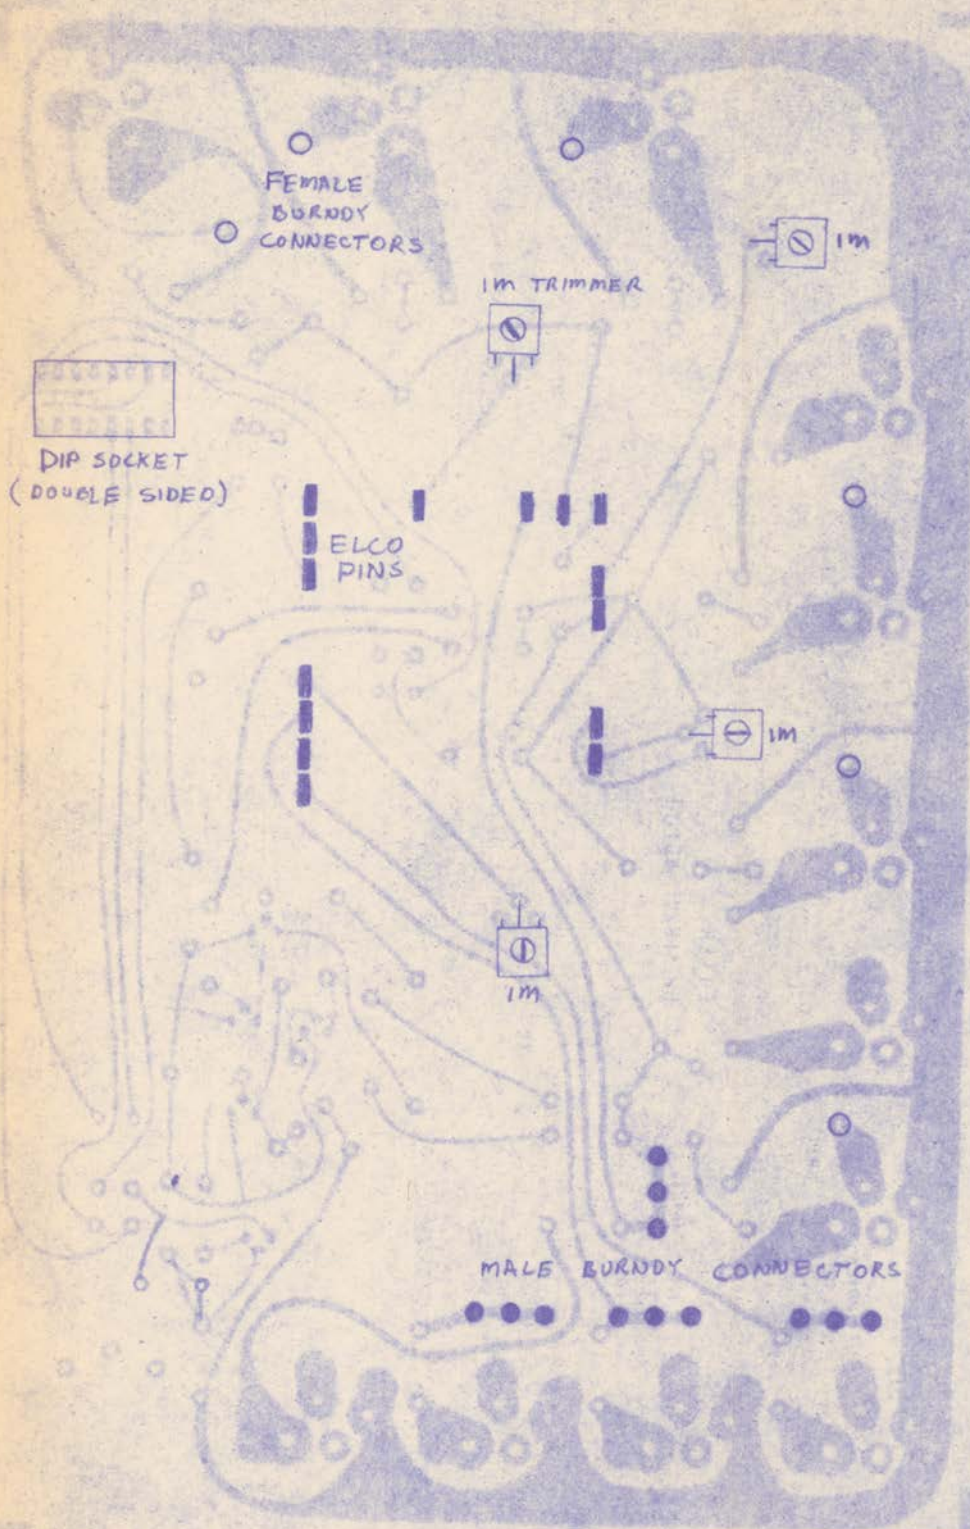 FEMALE
BURNDY
CONNECTORS
1M
1M TRIMMER
DIP SOCKET
(DOUBLE SIDED)
ELCO
PINS
1M
1M
MALE BURNDY CONNECTORS